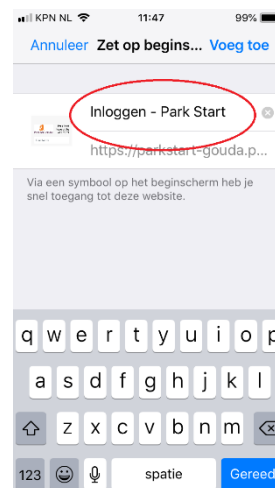 KPN NL 11:47 99%
Annuleer Zet op begins... Voeg toe
Inloggen - Park Start
https://parkstart-gouda.p...
Via een symbool op het beginscherm heb je
snel toegang tot deze website.
q w e r t y u i o p
a s d f g h j k l
z x c v b n m
123 spatie Gereed